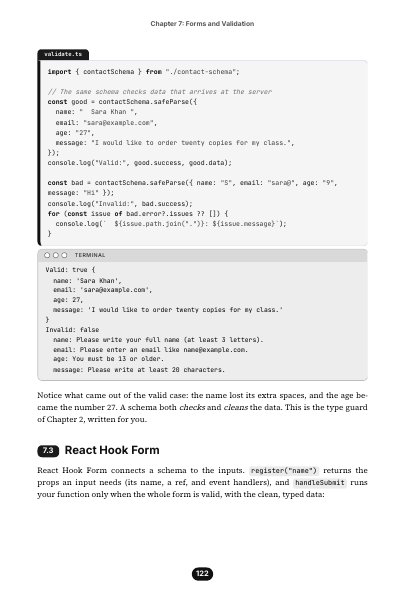 Chapter 7: Forms and Validation
validate.ts
import { contactSchema } from "./contact-schema";
// The same schema checks data that arrives at the server
const good = contactSchema.safeParse({
  name: "  Sara Khan ",
  email: "sara@example.com",
  age: "27",
  message: "I would like to order twenty copies for my class.",
});
console.log("Valid:", good.success, good.data);
const bad = contactSchema.safeParse({ name: "S", email: "sara@", age: "9",
message: "Hi" });
console.log("Invalid:", bad.success);
for (const issue of bad.error?.issues ?? []) {
  console.log(`  ${issue.path.join(".")}: ${issue.message}`);
}
TERMINAL
Valid: true {
  name: 'Sara Khan',
  email: 'sara@example.com',
  age: 27,
  message: 'I would like to order twenty copies for my class.'
}
Invalid: false
  name: Please write your full name (at least 3 letters).
  email: Please enter an email like name@example.com.
  age: You must be 13 or older.
  message: Please write at least 20 characters.
Notice what came out of the valid case: the name lost its extra spaces, and the age be-
came the number 27. A schema both checks and cleans the data. This is the type guard
of Chapter 2, written for you.
7.3 React Hook Form
React Hook Form connects a schema to the inputs. register("name") returns the
props an input needs (its name, a ref, and event handlers), and handleSubmit runs
your function only when the whole form is valid, with the clean, typed data:
122